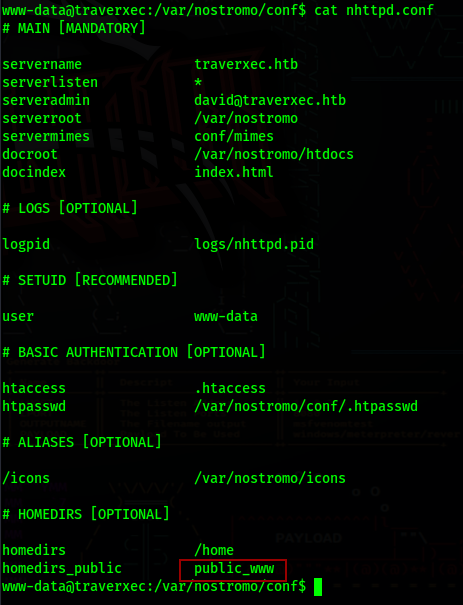 www-data@traverxec:/var/nostromo/conf$ cat nhttpd.conf
# MAIN [MANDATORY]
servername traverxec.htb
serverlisten *
serveradmin david@traverxec.htb
serverroot /var/nostromo
servermimes conf/mimes
docroot /var/nostromo/htdocs
docindex index.html
# LOGS [OPTIONAL]
logpid logs/nhttpd.pid
# SETUID [RECOMMENDED]
user www-data
# BASIC AUTHENTICATION [OPTIONAL]
htaccess .htaccess
htpasswd /var/nostromo/conf/.htpasswd
# ALIASES [OPTIONAL]
/icons /var/nostromo/icons
# HOMEDIRS [OPTIONAL]
PAYLOAD
homedirs /home
homedirs_public public_www
www-data@traverxec:/var/nostromo/conf$